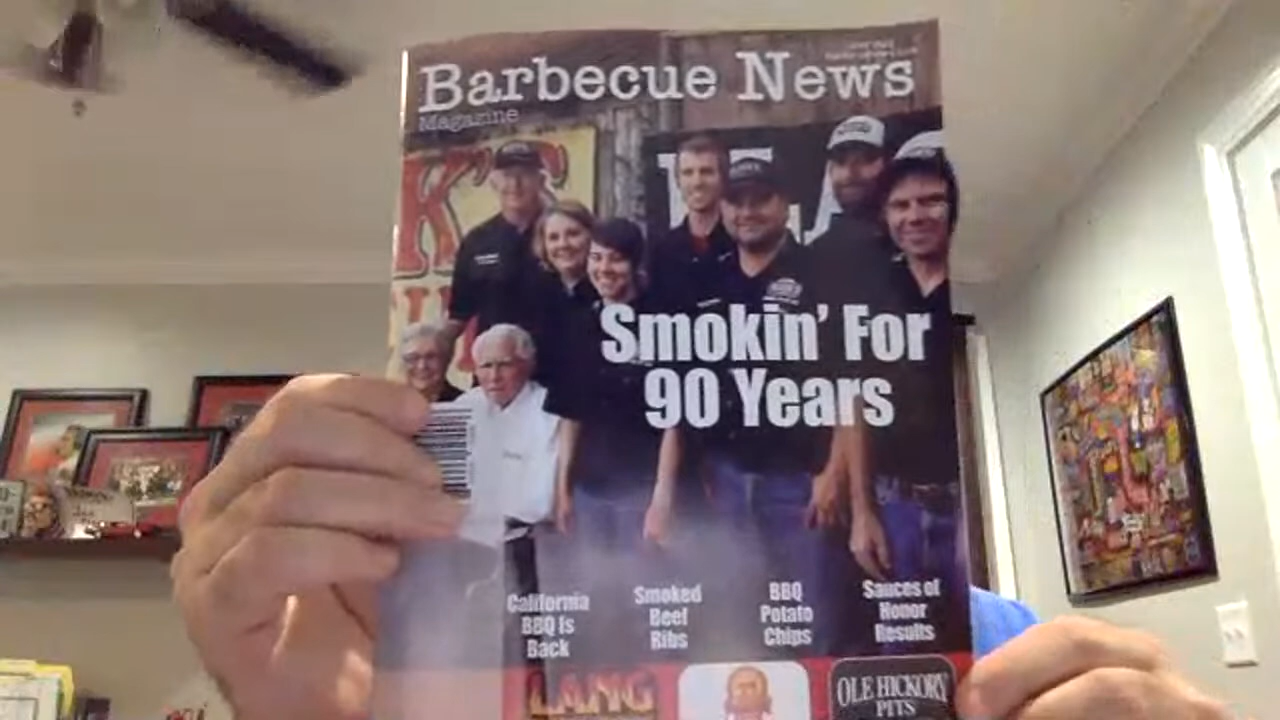 Barbecue News
Magazine
Smokin' For
90 Years
California
BBQ Is
Back
Smoked
Beef
Ribs
BBQ
Potato
Chips
Sauces of
Honor
Results
LANG
OLE HICKORY
PITS